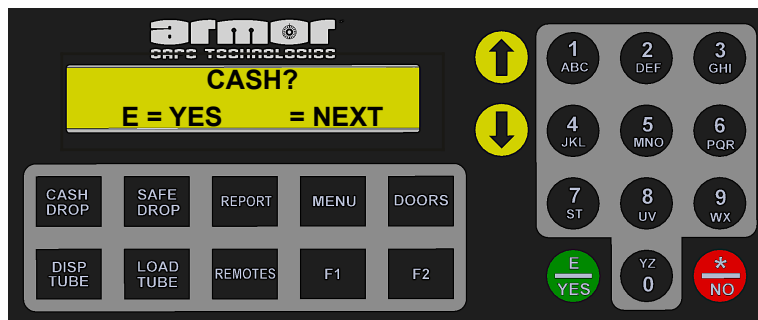 armor
SAFE TECHNOLOGIES
CASH?
E = YES = NEXT
CASH
DROP
SAFE
DROP
REPORT
MENU
DOORS
DISP
TUBE
LOAD
TUBE
REMOTES
F1
F2
1
ABC
2
DEF
3
GHI
4
JKL
5
MNO
6
PQR
7
ST
8
UV
9
WX
E
YES
YZ
0
*
NO